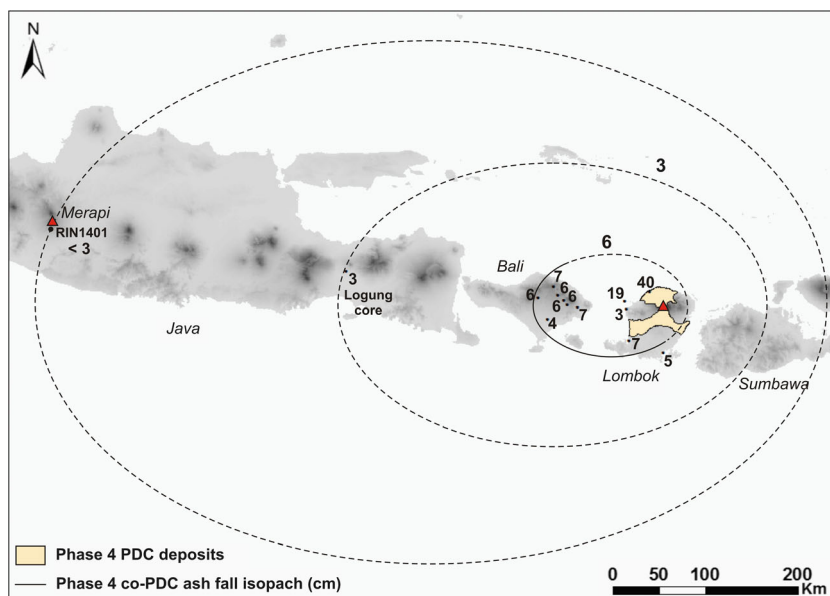 N
3
Merapi
RIN1401
< 3
6
Bali
7
6
6
6
6
7
4
40
19
3
3
Logung
core
Java
7
5
Lombok
Sumbawa
Phase 4 PDC deposits
Phase 4 co-PDC ash fall isopach (cm)
0 50 100 200
Km